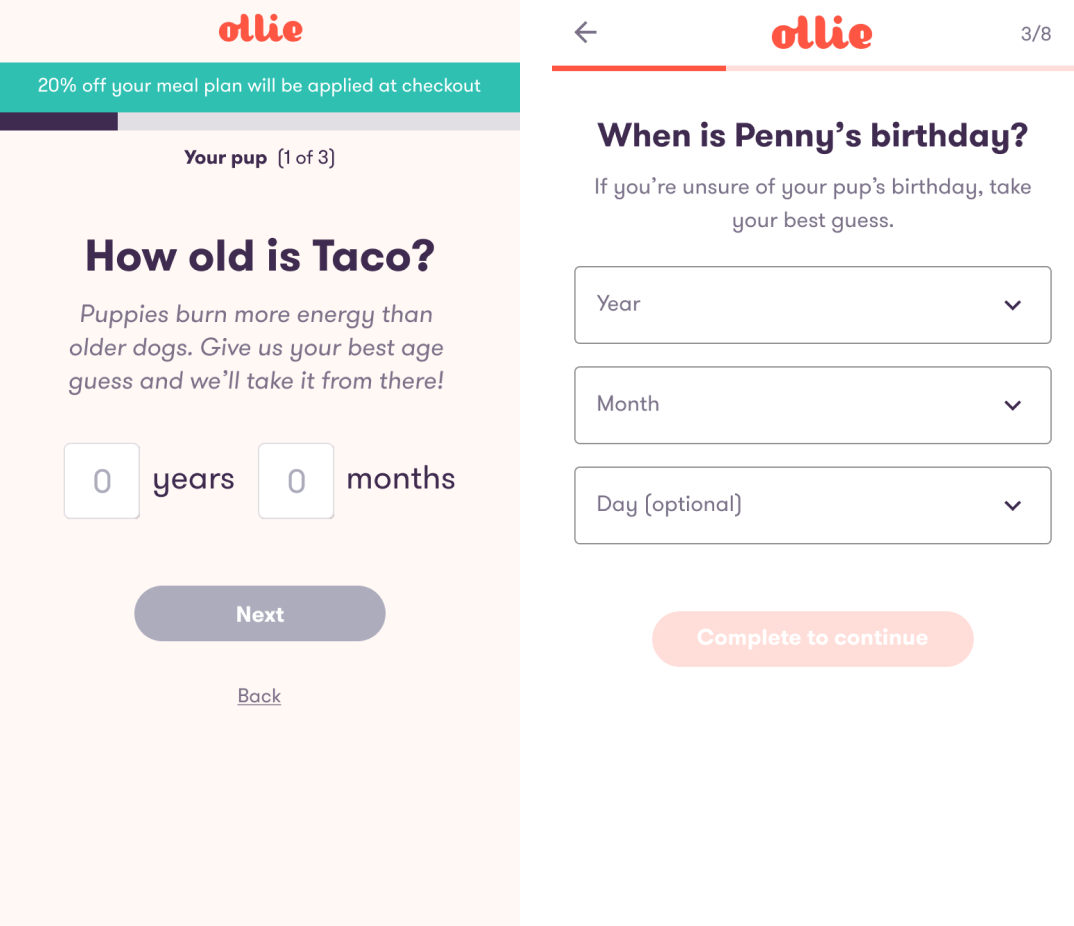 ollie
20% off your meal plan will be applied at checkout
Your pup (1 of 3)
How old is Taco?
Puppies burn more energy than
older dogs. Give us your best age
guess and we’ll take it from there!
0 years 0 months
Next
Back
ollie
3/8
When is Penny’s birthday?
If you’re unsure of your pup’s birthday, take
your best guess.
Year
Month
Day (optional)
Complete to continue